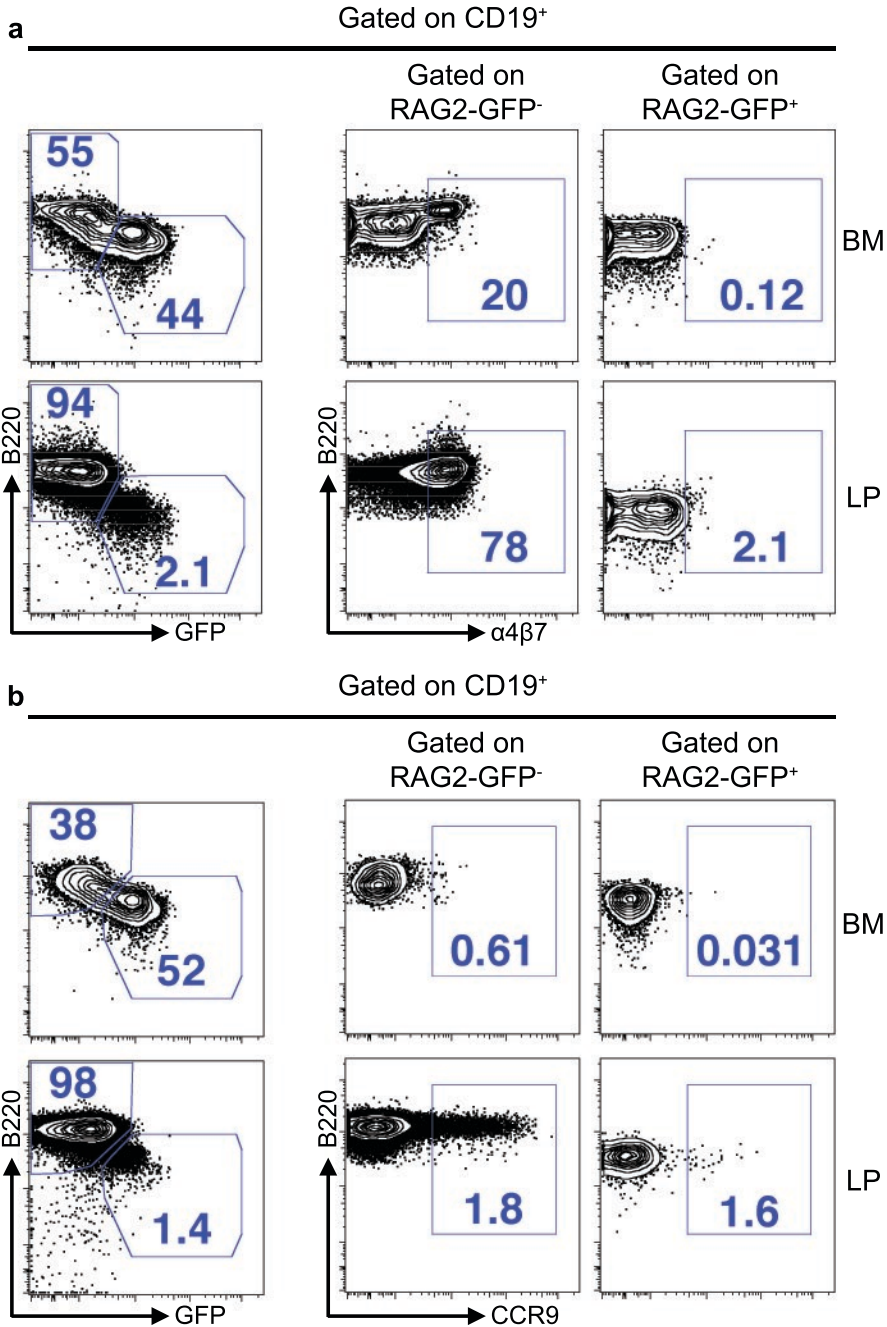 a
Gated on CD19+
Gated on
RAG2-GFP-
Gated on
RAG2-GFP+
55
44
20
0.12
BM
94
2.1
78
2.1
LP
B220
GFP
B220
α4β7
b
Gated on CD19+
Gated on
RAG2-GFP-
Gated on
RAG2-GFP+
38
52
0.61
0.031
BM
98
1.4
1.8
1.6
LP
B220
GFP
B220
CCR9